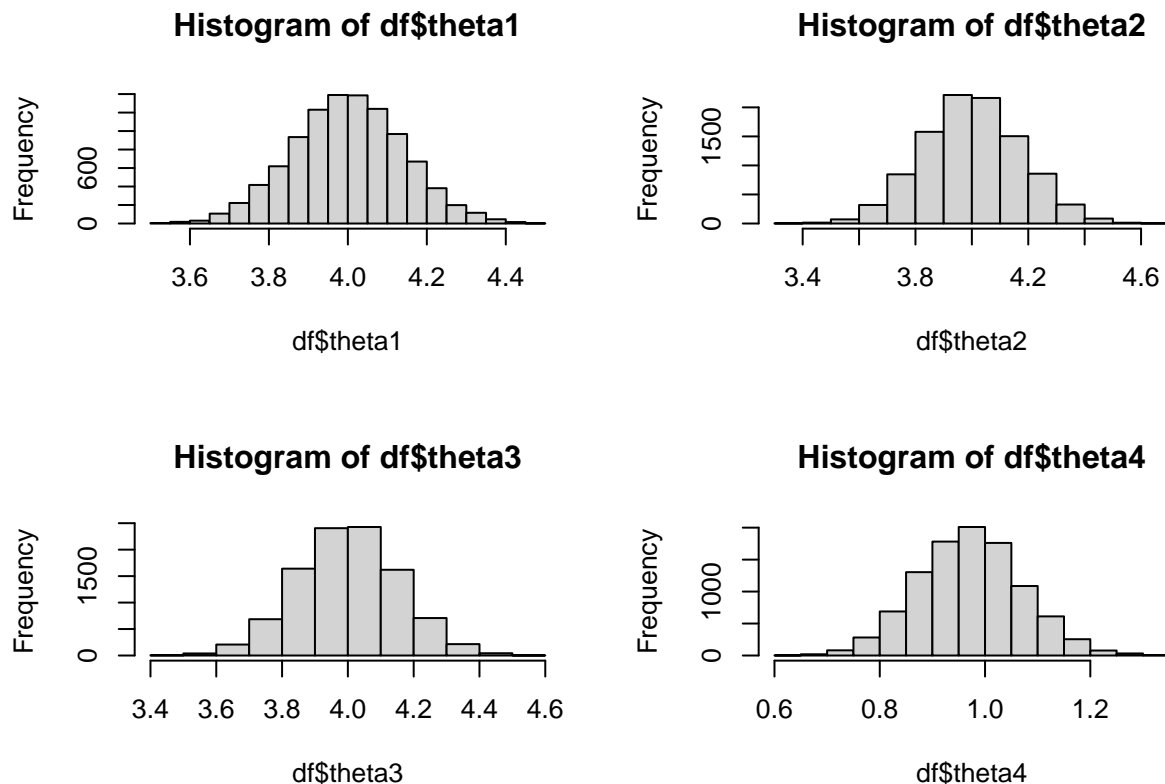 Histogram of df$theta1
Frequency
0
600
3.6 3.8 4.0 4.2 4.4
df$theta1
Histogram of df$theta2
Frequency
0
1500
3.4 3.8 4.2 4.6
df$theta2
Histogram of df$theta3
Frequency
0
1500
3.4 3.6 3.8 4.0 4.2 4.4 4.6
df$theta3
Histogram of df$theta4
Frequency
0
1000
0.6 0.8 1.0 1.2
df$theta4